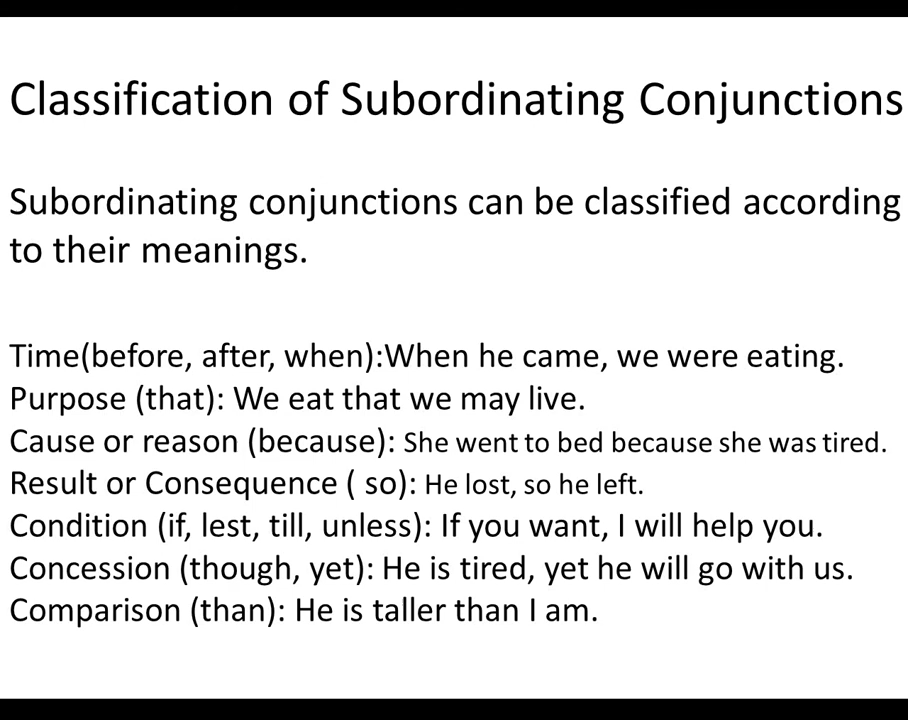 Classification of Subordinating Conjunctions
Subordinating conjunctions can be classified according
to their meanings.
Time(before, after, when):When he came, we were eating.
Purpose (that): We eat that we may live.
Cause or reason (because): She went to bed because she was tired.
Result or Consequence ( so): He lost, so he left.
Condition (if, lest, till, unless): If you want, I will help you.
Concession (though, yet): He is tired, yet he will go with us.
Comparison (than): He is taller than I am.